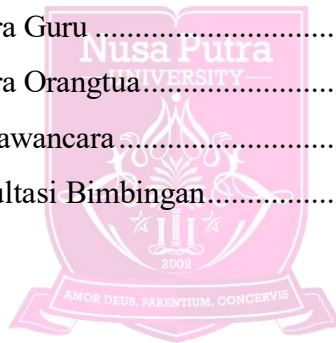 ra Guru ...............................
Nusa Putra
UNIVERSITY
ra Orangtua........................
awancara ...........................
ultasi Bimbingan................
2002
AMOR DEUS, PARENTIUM, CONCERVIS